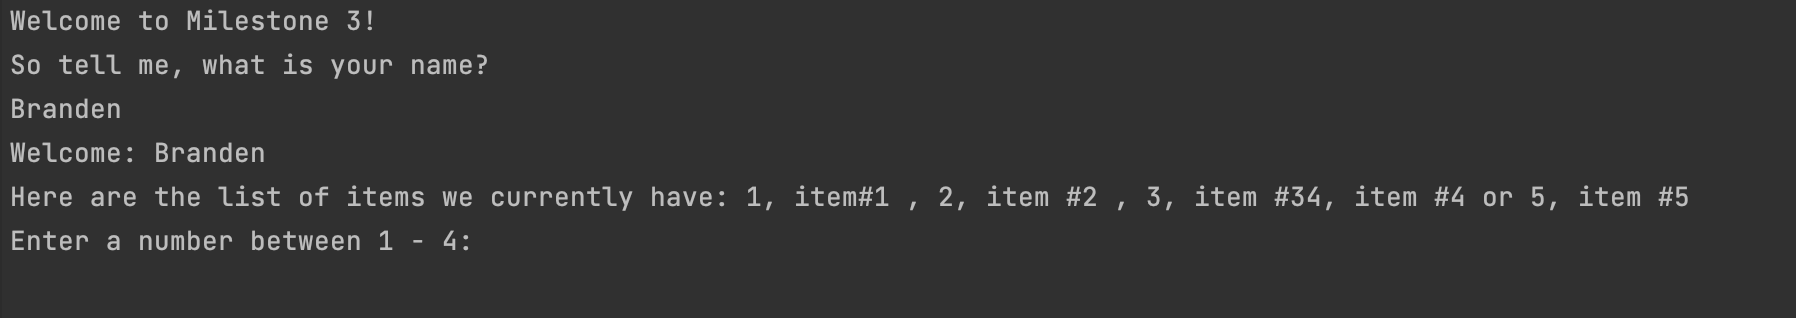 Welcome to Milestone 3!
So tell me, what is your name?
Branden
Welcome: Branden
Here are the list of items we currently have: 1, item#1 , 2, item #2 , 3, item #34, item #4 or 5, item #5
Enter a number between 1 - 4: